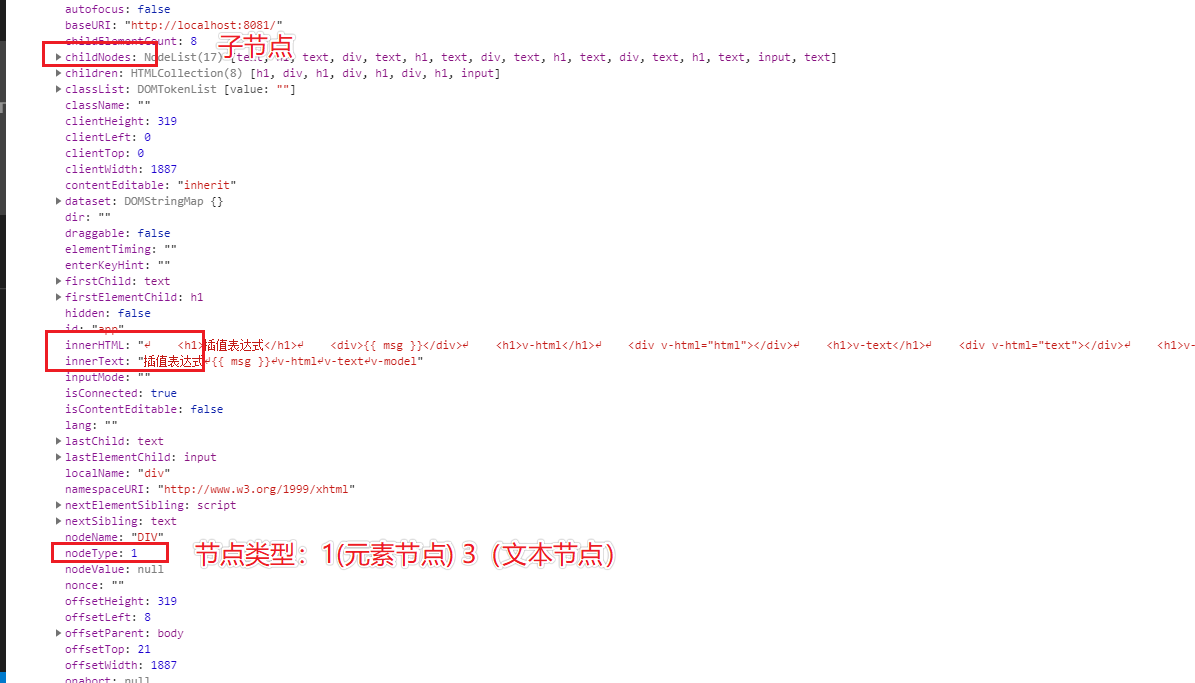 autofocus: false
baseURI: "http://localhost:8081/"
childElementCount: 8
子节点
childNodes: NodeList(17) [text, h1, text, div, text, h1, text, div, text, h1, text, div, text, h1, text, input, text]
children: HTMLCollection(8) [h1, div, h1, div, h1, div, h1, input]
classList: DOMTokenList [value: ""]
className: ""
clientHeight: 319
clientLeft: 0
clientTop: 0
clientWidth: 1887
contentEditable: "inherit"
dataset: DOMStringMap {}
dir: ""
draggable: false
elementTiming: ""
enterKeyHint: ""
firstChild: text
firstElementChild: h1
hidden: false
id: "app"
innerHTML: "↵    <h1>插值表达式</h1>↵    <div>{{ msg }}</div>↵    <h1>v-html</h1>↵    <div v-html="html"></div>↵    <h1>v-text</h1>↵    <div v-html="text"></div>↵    <h1>v-
innerText: "插值表达式↵{{ msg }}↵v-html↵v-text↵v-model"
inputMode: ""
isConnected: true
isContentEditable: false
lang: ""
lastChild: text
lastElementChild: input
localName: "div"
namespaceURI: "http://www.w3.org/1999/xhtml"
nextElementSibling: script
nextSibling: text
nodeName: "DIV"
nodeType: 1
节点类型：1(元素节点) 3（文本节点）
nodeValue: null
nonce: ""
offsetHeight: 319
offsetLeft: 8
offsetParent: body
offsetTop: 21
offsetWidth: 1887
onabort: null